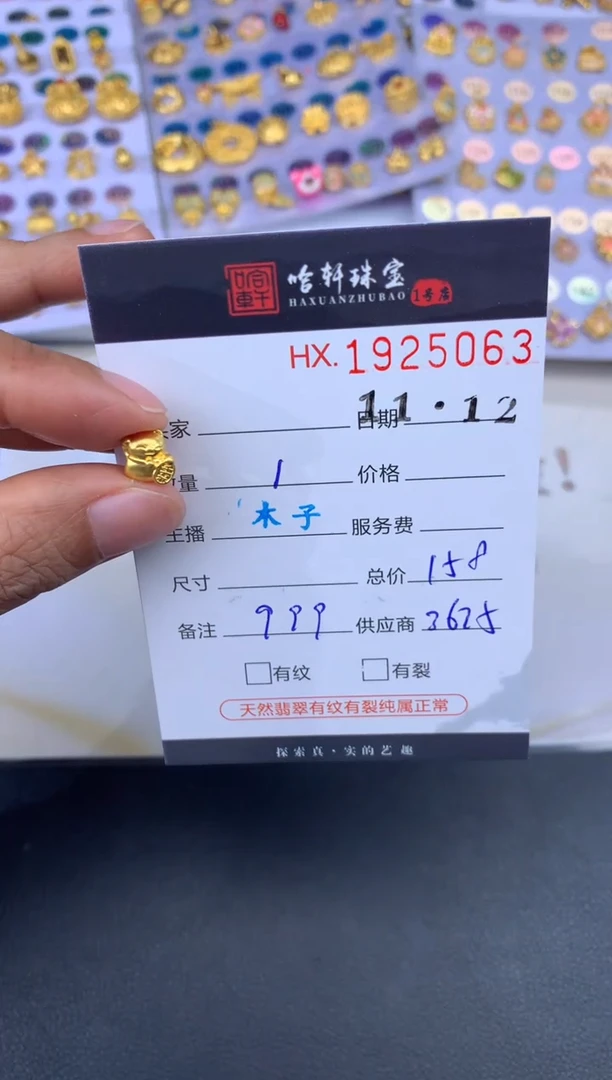 哈轩珠宝
HAXUANZHUBAO 1号店
HX. 1925063
家 日期 11·12
量 1 价格
主播 木子 服务费
尺寸 总价 158
备注 999 供应商 3625
有纹 有裂
天然翡翠有纹有裂纯属正常
探索真·实的艺趣